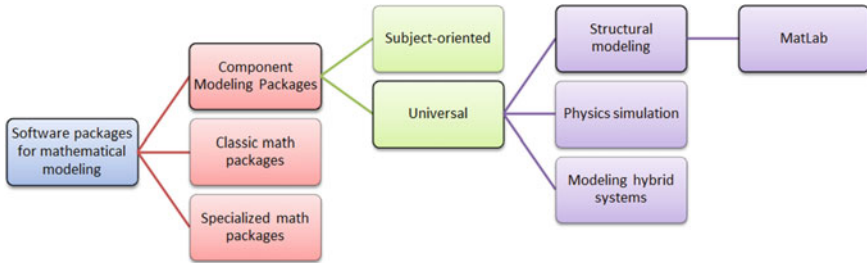 Software packages
for mathematical
modeling
Component
Modeling Packages
Classic math
packages
Specialized math
packages
Subject-oriented
Universal
Structural
modeling
Physics simulation
Modeling hybrid
systems
MatLab